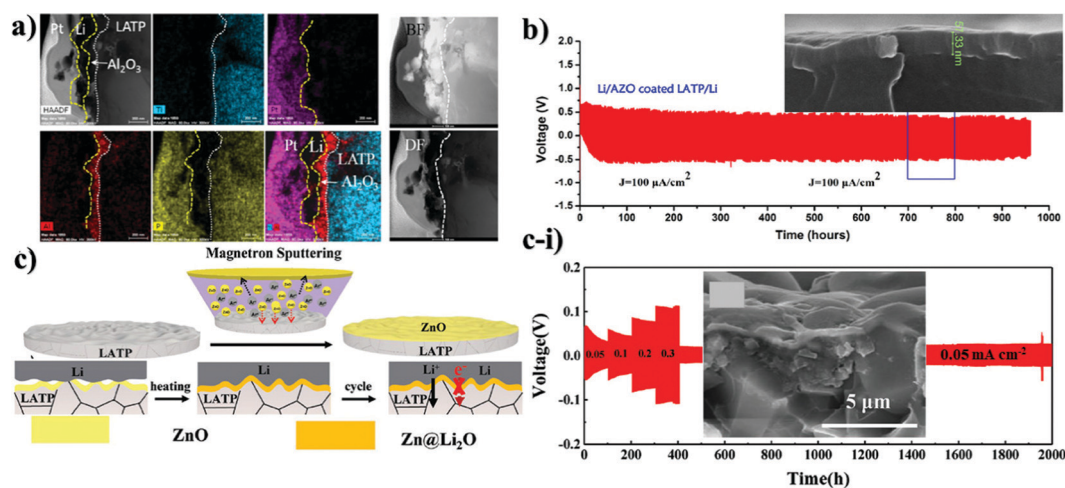 a)
Pt Li LATP
Al₂O₃
HAADF
Ti
Pt
BF
Al
P
Pt Li
LATP
Al₂O₃
DF
b)
2.0
1.5
1.0
0.5
0.0
-0.5
-1.0
-1.5
Voltage (V)
Li/AZO coated LATP/Li
J=100 μA/cm²
J=100 μA/cm²
0 100 200 300 400 500 600 700 800 900 1000
Time (hours)
c)
Magnetron Sputtering
LATP
ZnO
LATP
Li
LATP
heating
Li
LATP
cycle
Li⁺ e⁻ Li
LATP
ZnO
Zn@Li₂O
c-i)
0.2
0.1
0.0
-0.1
-0.2
Voltage(V)
0.05 0.1 0.2 0.3
0.05 mA cm⁻²
5 μm
0 200 400 600 800 1000 1200 1400 1600 1800 2000
Time(h)